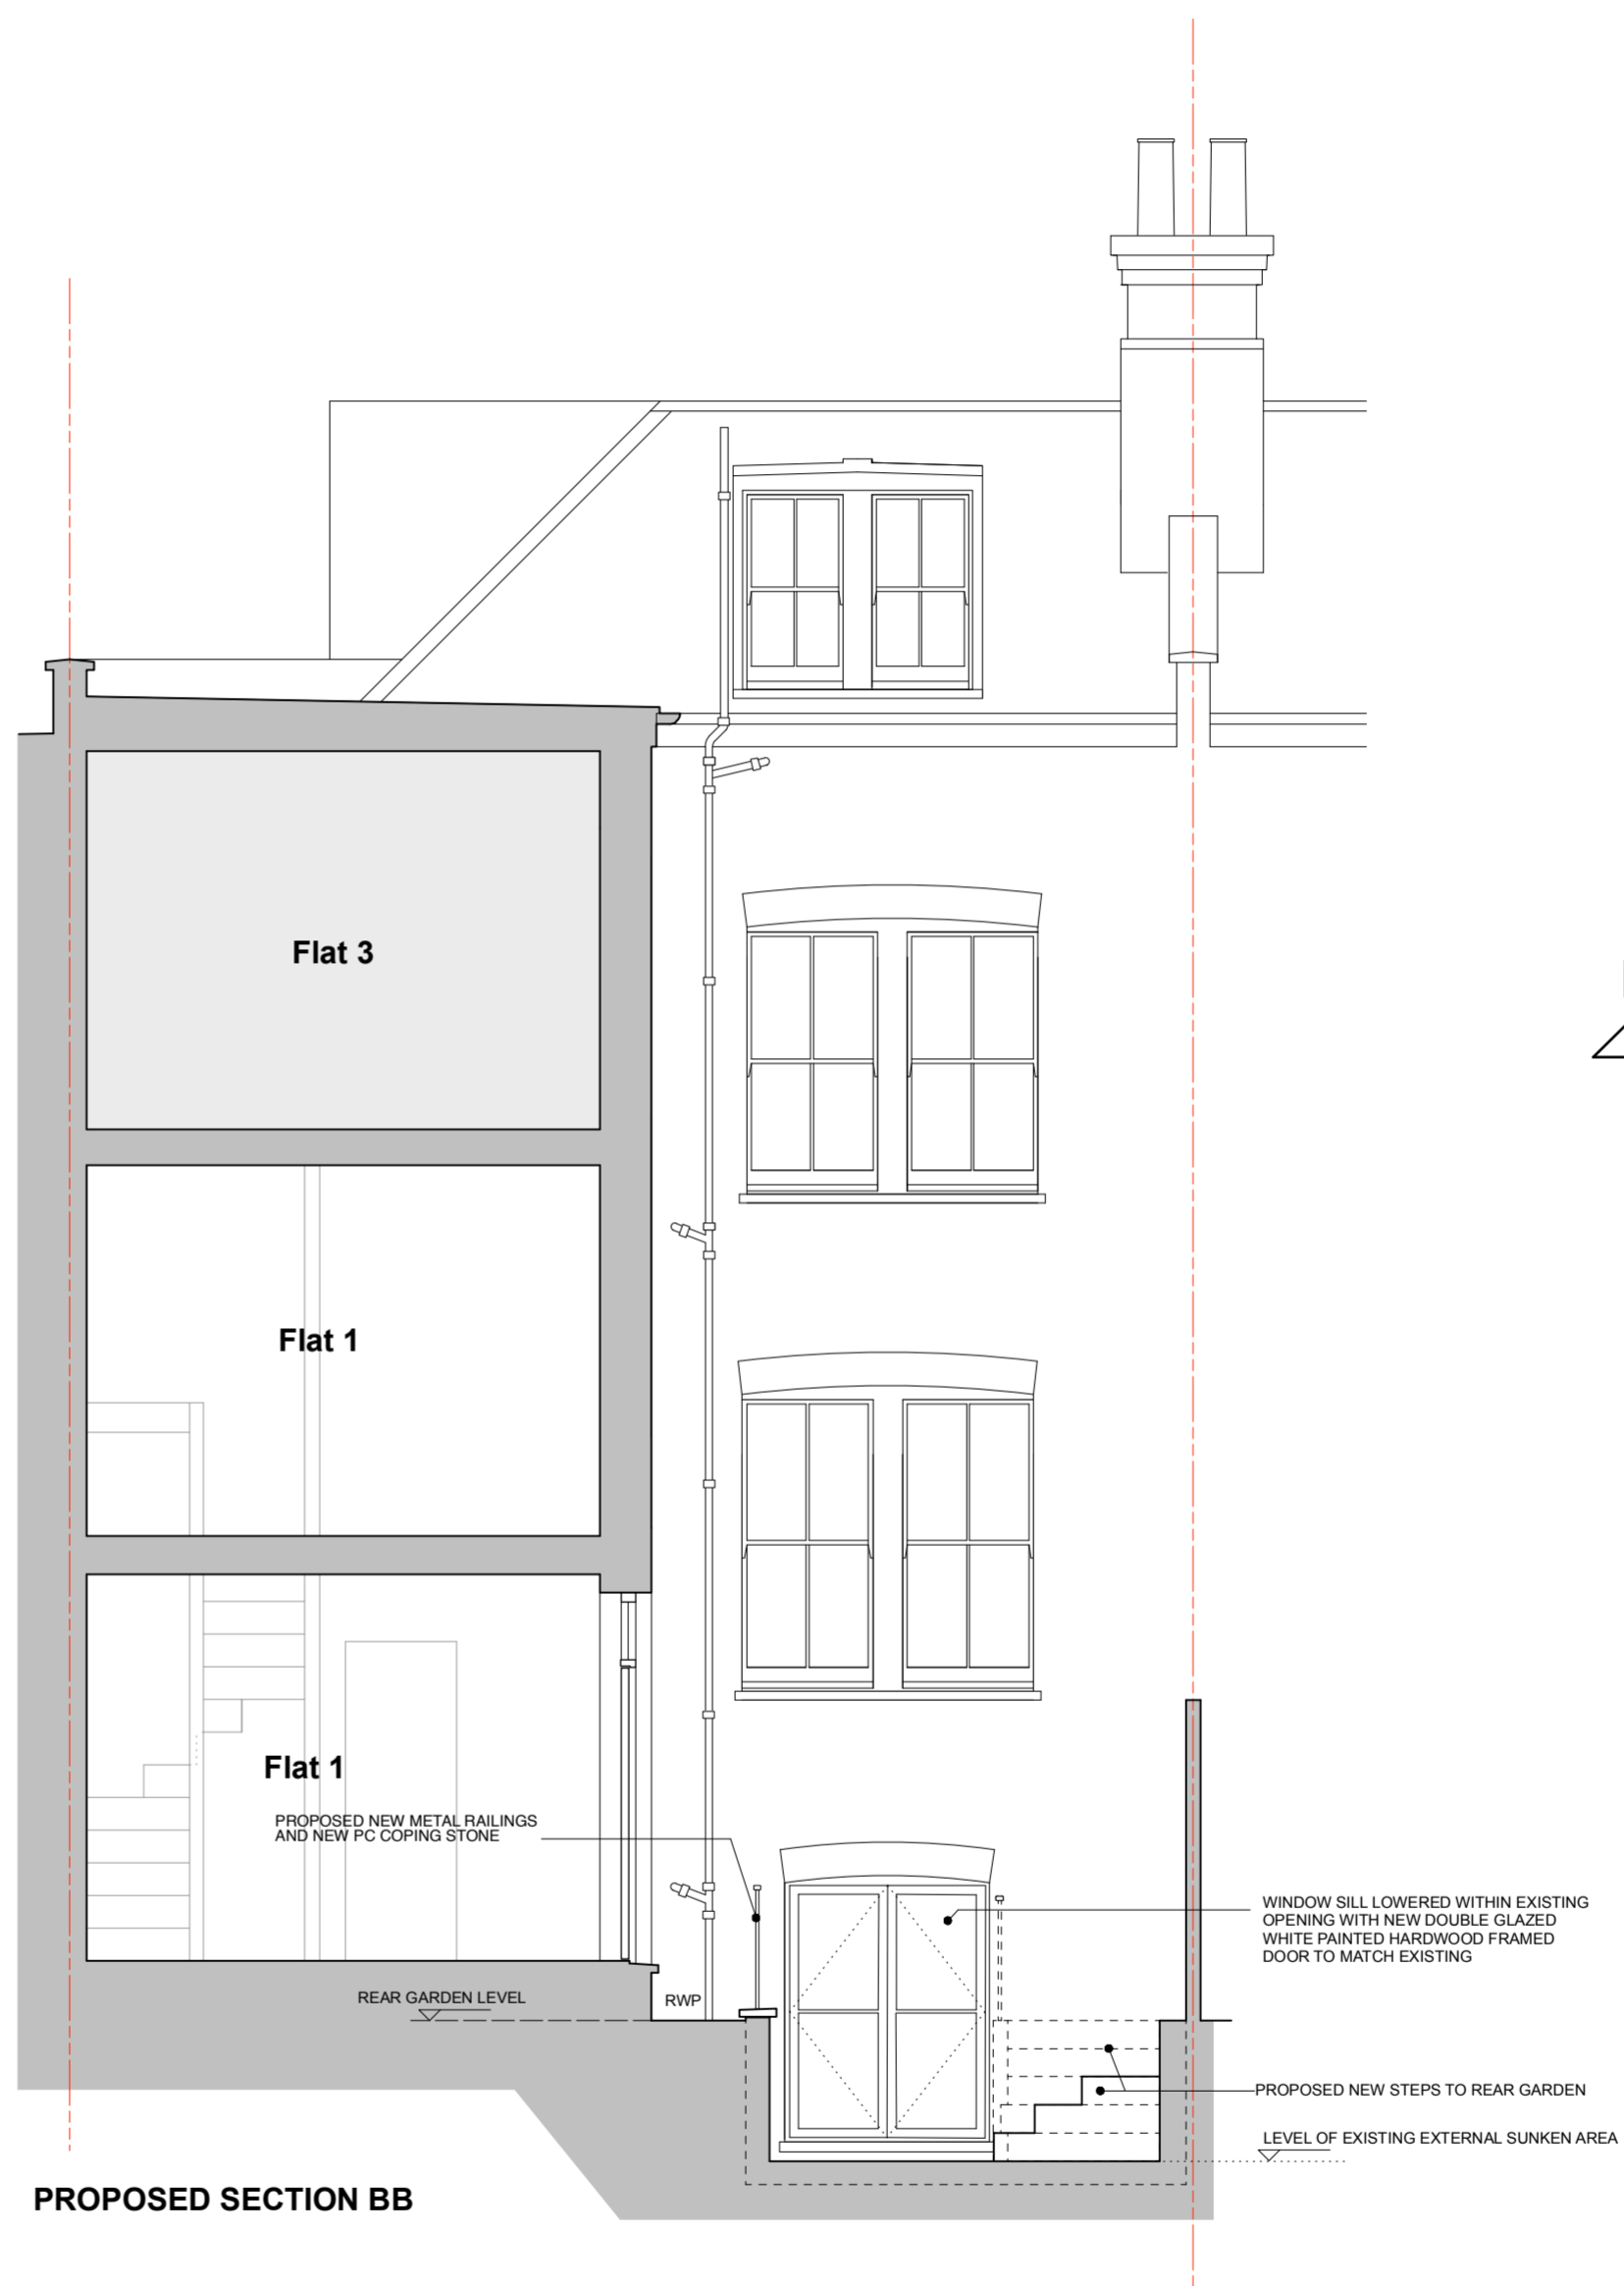 Flat 3
Flat 1
Flat 1
PROPOSED NEW METAL RAILINGS
AND NEW PC COPING STONE
WINDOW SILL LOWERED WITHIN EXISTING
OPENING WITH NEW DOUBLE GLAZED
WHITE PAINTED HARDWOOD FRAMED
DOOR TO MATCH EXISTING
REAR GARDEN LEVEL
RWP
PROPOSED NEW STEPS TO REAR GARDEN
LEVEL OF EXISTING EXTERNAL SUNKEN AREA
PROPOSED SECTION BB